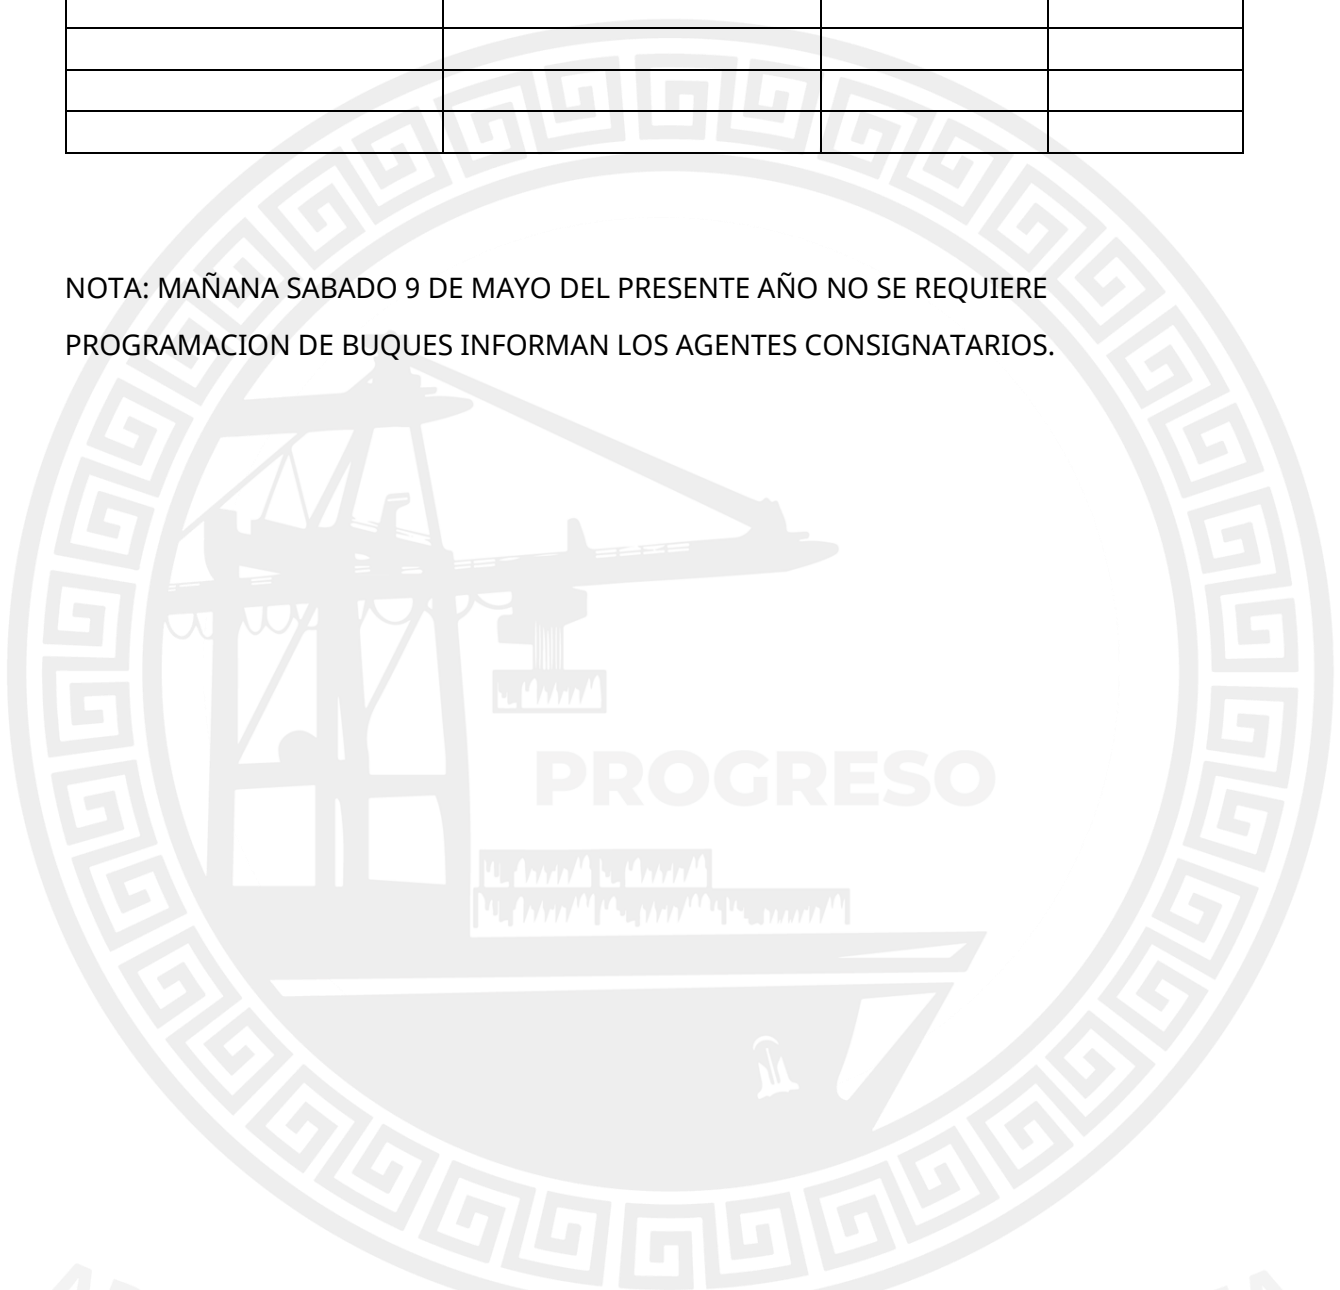 NOTA: MAÑANA SABADO 9 DE MAYO DEL PRESENTE AÑO NO SE REQUIERE
PROGRAMACION DE BUQUES INFORMAN LOS AGENTES CONSIGNATARIOS.
PROGRESO